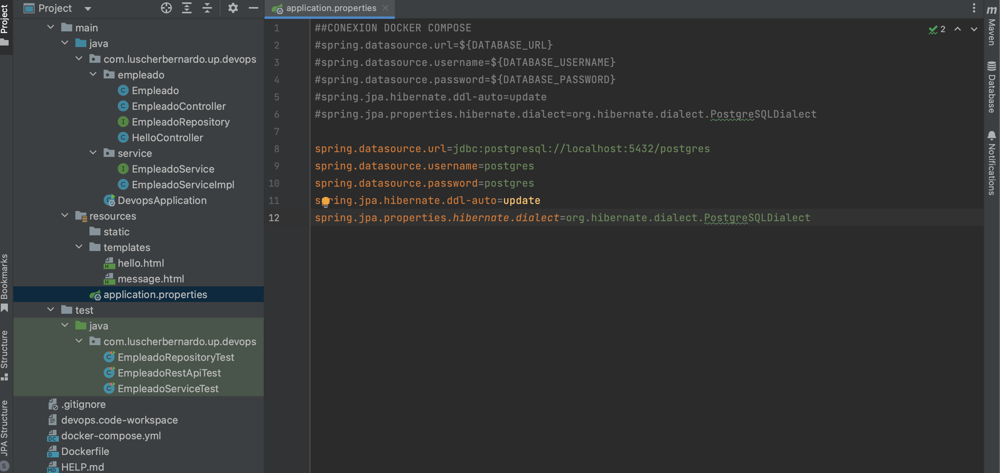 Project
application.properties
main
java
com.luscherbernardo.up.devops
empleado
Empleado
EmpleadoController
EmpleadoRepository
HelloController
service
EmpleadoService
EmpleadoServiceImpl
DevopsApplication
resources
static
templates
hello.html
message.html
application.properties
test
java
com.luscherbernardo.up.devops
EmpleadoRepositoryTest
EmpleadoRestApiTest
EmpleadoServiceTest
.gitignore
devops.code-workspace
docker-compose.yml
Dockerfile
HELP.md
1 ##CONEXION DOCKER COMPOSE
2 #spring.datasource.url=${DATABASE_URL}
3 #spring.datasource.username=${DATABASE_USERNAME}
4 #spring.datasource.password=${DATABASE_PASSWORD}
5 #spring.jpa.hibernate.ddl-auto=update
6 #spring.jpa.properties.hibernate.dialect=org.hibernate.dialect.PostgreSQLDialect
7
8 spring.datasource.url=jdbc:postgresql://localhost:5432/postgres
9 spring.datasource.username=postgres
10 spring.datasource.password=postgres
11 spring.jpa.hibernate.ddl-auto=update
12 spring.jpa.properties.hibernate.dialect=org.hibernate.dialect.PostgreSQLDialect
2
Project
Bookmarks
Structure
JPA Structure
m
Maven
Database
Notifications